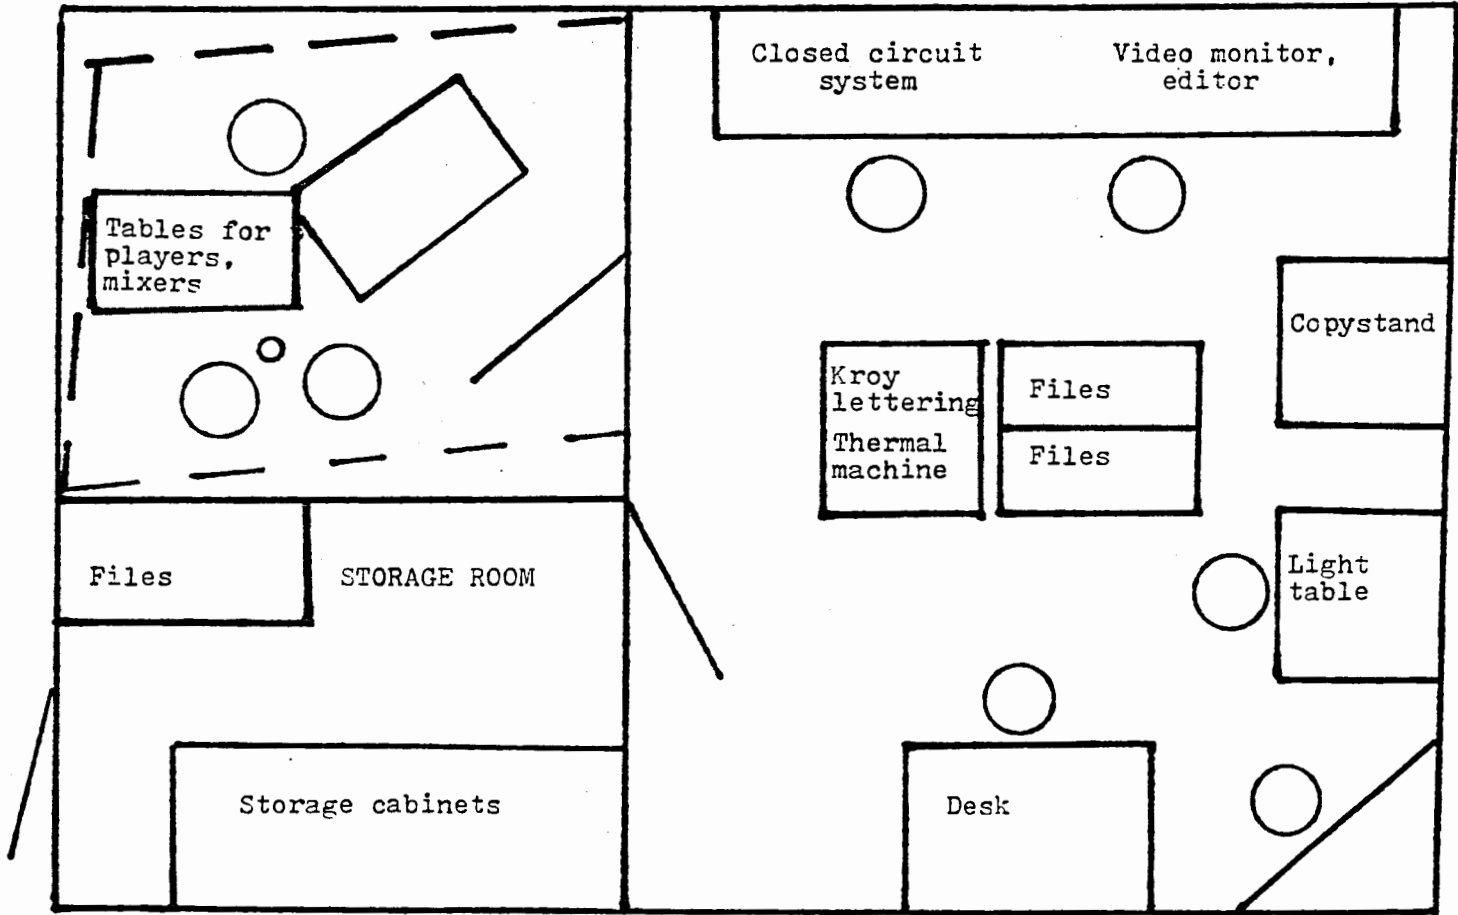 Closed circuit
system
Video monitor,
editor
Tables for
players,
mixers
Copystand
Kroy
lettering
Thermal
machine
Files
Files
Files
STORAGE ROOM
Light
table
Storage cabinets
Desk